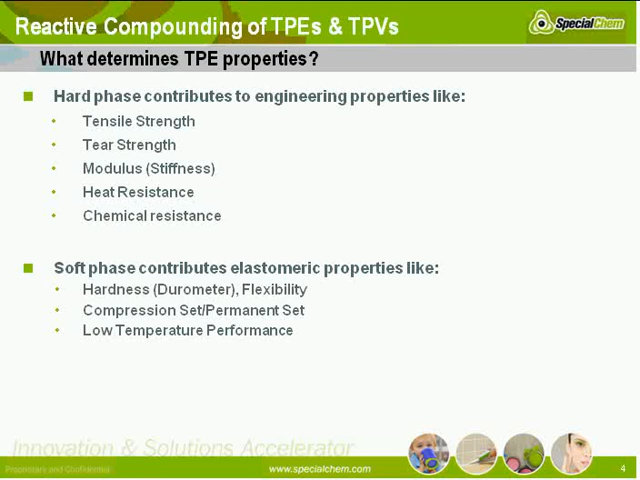 Reactive Compounding of TPEs & TPVs
SpecialChem
What determines TPE properties?
Hard phase contributes to engineering properties like:
Tensile Strength
Tear Strength
Modulus (Stiffness)
Heat Resistance
Chemical resistance
Soft phase contributes elastomeric properties like:
Hardness (Durometer), Flexibility
Compression Set/Permanent Set
Low Temperature Performance
Innovation & Solutions Accelerator
Proprietary and Confidential
www.specialchem.com
4